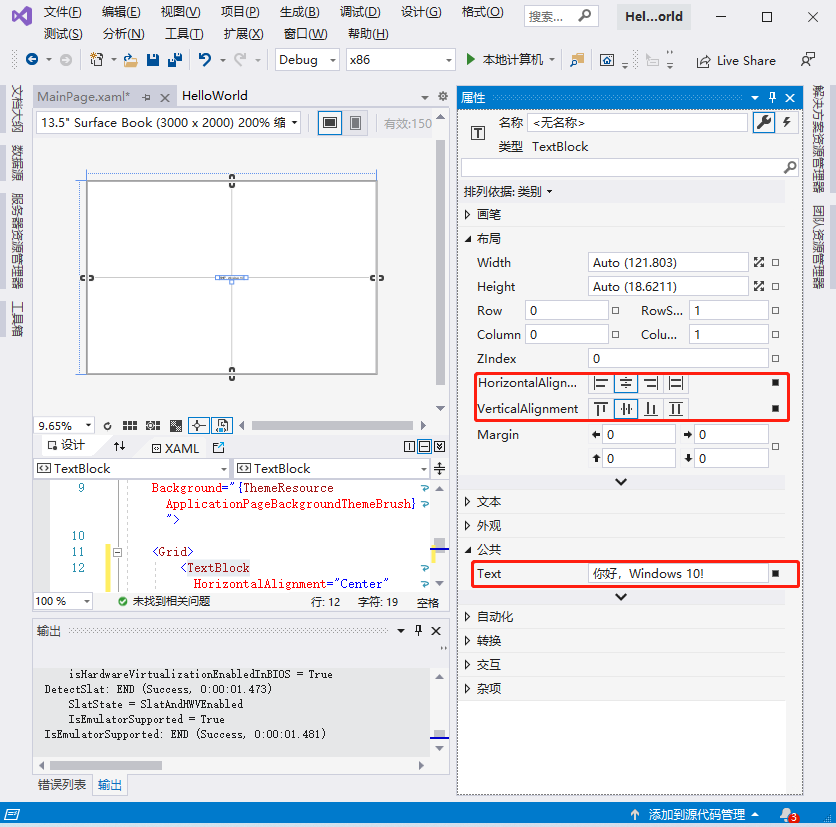 文件(F) 编辑(E) 视图(V) 项目(P) 生成(B) 调试(D) 设计(G) 格式(O) 搜索... Hel...orld
测试(S) 分析(N) 工具(T) 扩展(X) 窗口(W) 帮助(H)
Debug x86 本地计算机 Live Share
文档大纲
数据源
服务器资源管理器
工具箱
MainPage.xaml* HelloWorld
13.5" Surface Book (3000 x 2000) 200% 缩 有效:150
9.65%
设计 XAML
TextBlock TextBlock
9 Background="{ThemeResource
ApplicationPageBackgroundThemeBrush}
">
10
11 <Grid>
12 <TextBlock
HorizontalAlignment="Center"
100 % 未找到相关问题 行: 12 字符: 19 空格
输出
isHardwareVirtualizationEnabledInBIOS = True
DetectSlat: END (Success, 0:00:01.473)
SlatState = SlatAndHWVEnabled
IsEmulatorSupported = True
IsEmulatorSupported: END (Success, 0:00:01.481)
错误列表 输出
属性
名称 <无名称>
类型 TextBlock
排列依据: 类别
画笔
布局
Width Auto (121.803)
Height Auto (18.6211)
Row 0 RowS... 1
Column 0 Colu... 1
ZIndex 0
HorizontalAlign...
VerticalAlignment
Margin 0 0
0 0
文本
外观
公共
Text 你好，Windows 10!
自动化
转换
交互
杂项
解决方案资源管理器
团队资源管理器
添加到源代码管理 3